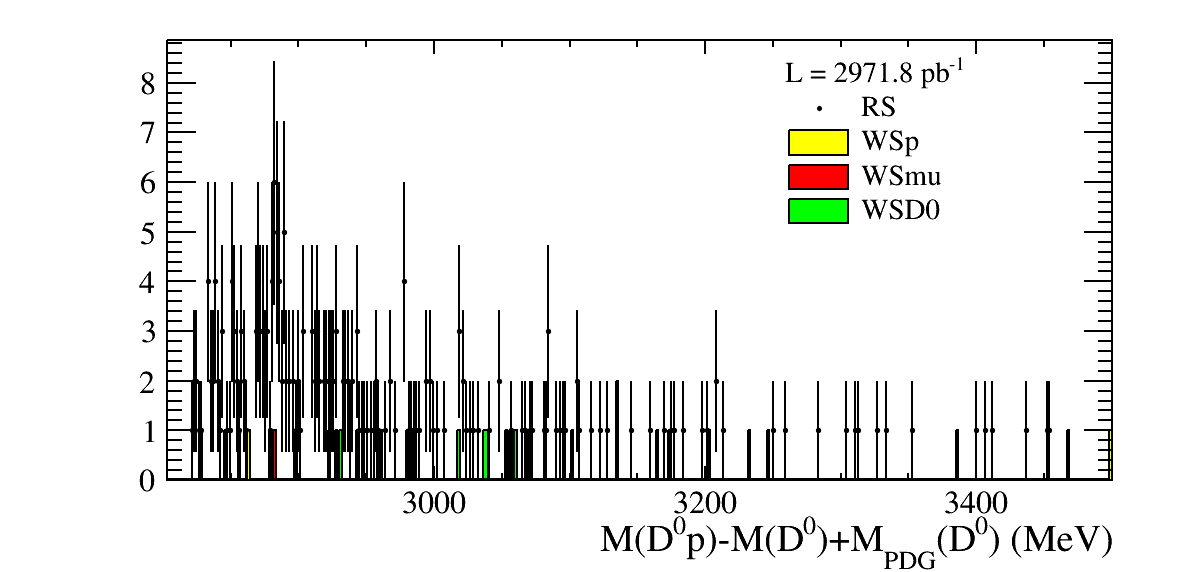 L = 2971.8 pb-1
RS
WSp
WSmu
WSD0
8
7
6
5
4
3
2
1
0
3000 3200 3400
M(D0p)-M(D0)+MPDG(D0) (MeV)